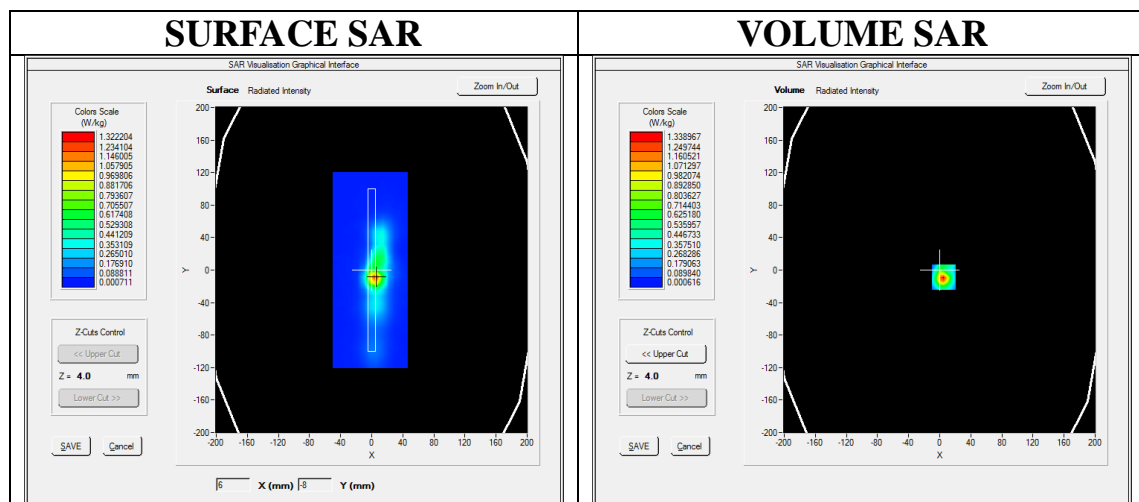 SURFACE SAR
VOLUME SAR
SAR Visualisation Graphical Interface
Surface Radiated Intensity
Zoom In/Out
Colors Scale
(W/kg)
1.322204
1.234104
1.146005
1.057905
0.969806
0.881706
0.793607
0.705507
0.617408
0.529308
0.441209
0.353109
0.265010
0.176910
0.088811
0.000711
200
160
120
80
40
0
-40
-80
-120
-160
-200
Y
-200 -160 -120 -80 -40 0 40 80 120 160 200
X
Z-Cuts Control
<< Upper Cut
Z = 4.0 mm
Lower Cut >>
SAVE Cancel
6 X (mm) -8 Y (mm)
SAR Visualisation Graphical Interface
Volume Radiated Intensity
Zoom In/Out
Colors Scale
(W/kg)
1.338967
1.249744
1.160521
1.071297
0.982074
0.892850
0.803627
0.714403
0.625180
0.535957
0.446733
0.357510
0.268286
0.179063
0.089840
0.000616
200
160
120
80
40
0
-40
-80
-120
-160
-200
Y
-200 -160 -120 -80 -40 0 40 80 120 160 200
X
Z-Cuts Control
<< Upper Cut
Z = 4.0 mm
Lower Cut >>
SAVE Cancel